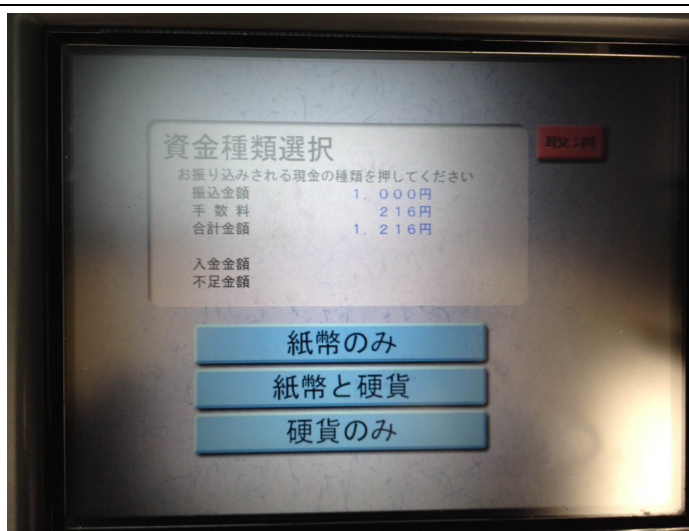 資金種類選択
取消
お振り込みされる現金の種類を押してください
振込金額 1,000円
手数料 216円
合計金額 1,216円
入金金額
不足金額
紙幣のみ
紙幣と硬貨
硬貨のみ